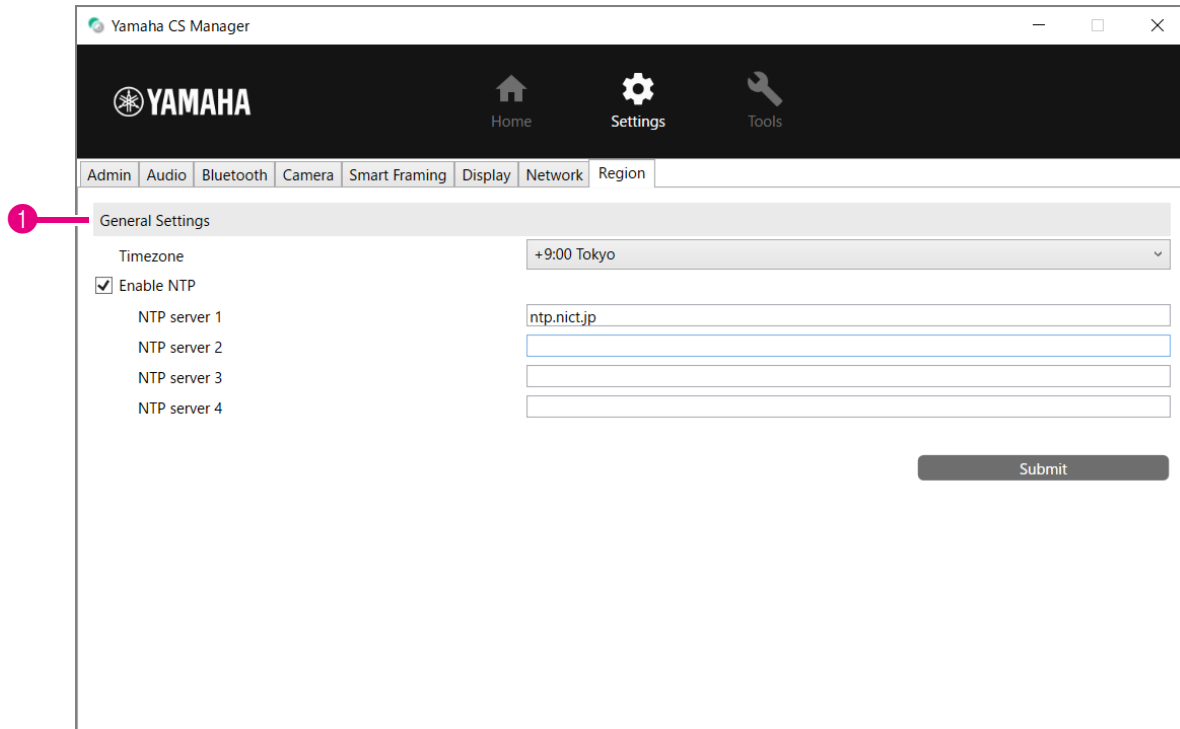 Yamaha CS Manager
YAMAHA
Home Settings Tools
Admin Audio Bluetooth Camera Smart Framing Display Network Region
1 General Settings
Timezone +9:00 Tokyo
Enable NTP
NTP server 1 ntp.nict.jp
NTP server 2
NTP server 3
NTP server 4
Submit